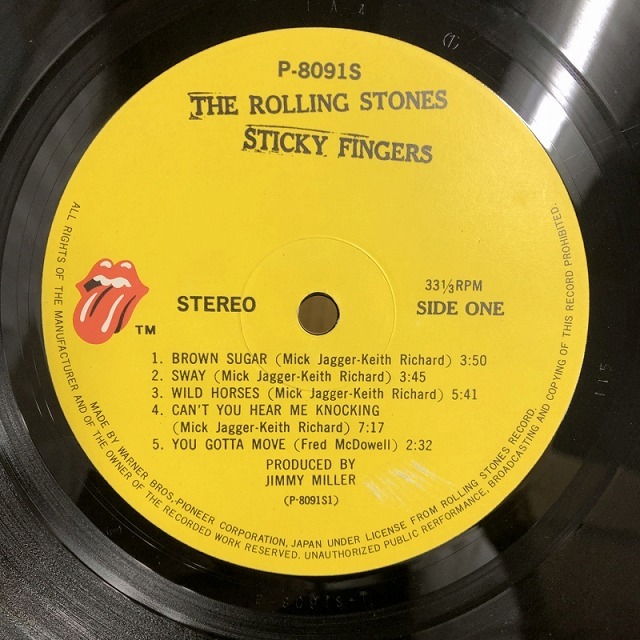 P-8091S
THE ROLLING STONES
STICKY FINGERS
STEREO
33⅓RPM
SIDE ONE
TM
1. BROWN SUGAR (Mick Jagger-Keith Richard) 3:50
2. SWAY (Mick Jagger-Keith Richard) 3:45
3. WILD HORSES (Mick Jagger-Keith Richard) 5:41
4. CAN'T YOU HEAR ME KNOCKING
(Mick Jagger-Keith Richard) 7:17
5. YOU GOTTA MOVE (Fred McDowell) 2:32
PRODUCED BY
JIMMY MILLER
(P-8091S1)
ALL RIGHTS OF THE MANUFACTURER AND OF THE OWNER OF THE RECORDED WORK RESERVED. UNAUTHORIZED PUBLIC RERFORMANCE, BROADCASTING AND COPYING OF THIS RECORD PROHIBITED.
MADE BY WARNER BROS,PIONEER CORPORATION, JAPAN UNDER LICENSE FROM ROLLING STONES RECORD.